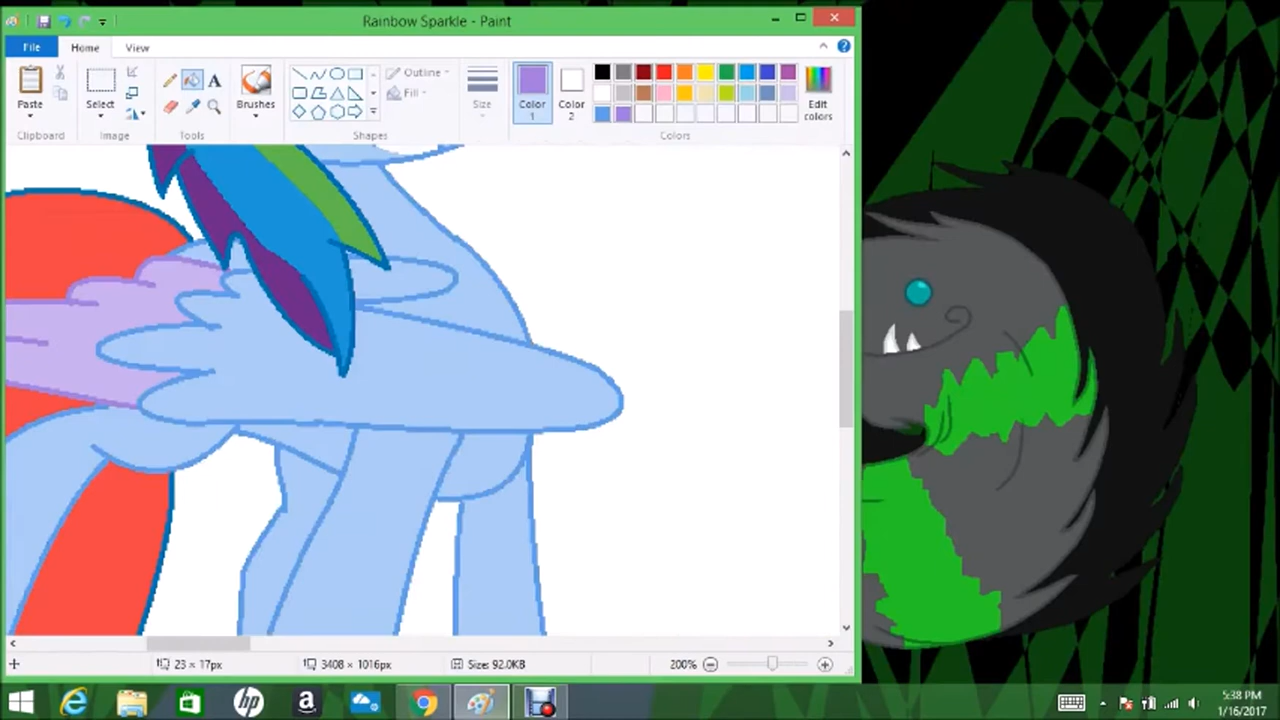 Rainbow Sparkle - Paint
File Home View
Paste
Select
A
Brushes
Outline
Fill
Size
Color 1
Color 2
Edit colors
Clipboard Image Tools Shapes Colors
23 × 17px 3408 × 1016px Size: 92.0KB 200%
hp a
5:38 PM
1/16/2017